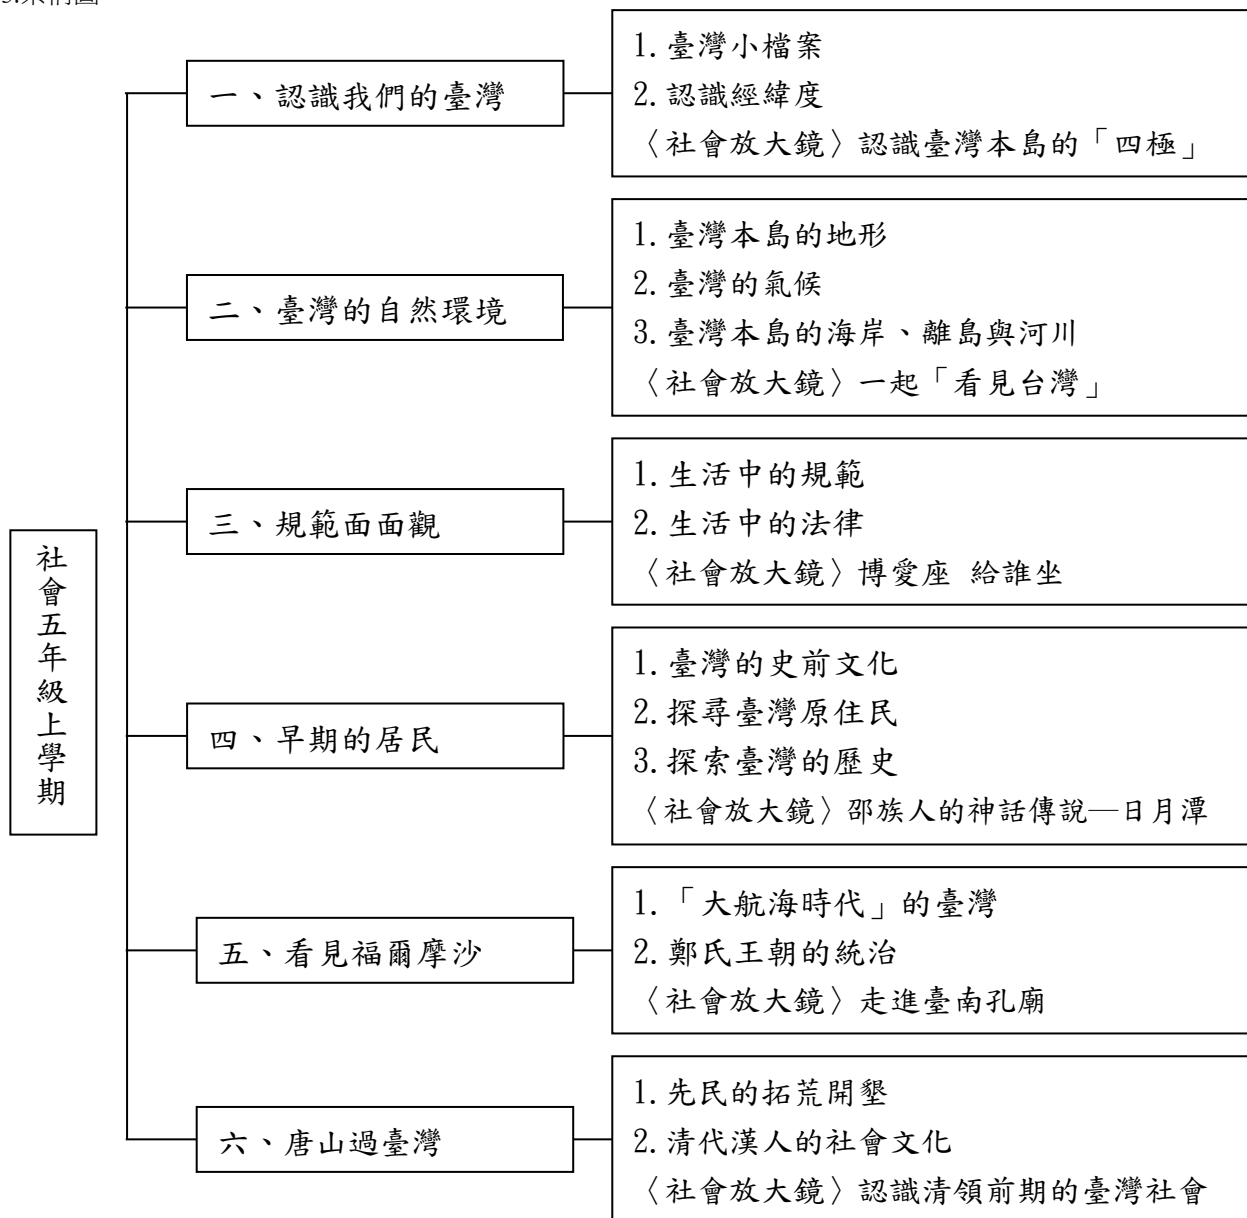 社會五年級上學期
一、認識我們的臺灣
1.臺灣小檔案
2.認識經緯度
〈社會放大鏡〉認識臺灣本島的「四極」
二、臺灣的自然環境
1.臺灣本島的地形
2.臺灣的氣候
3.臺灣本島的海岸、離島與河川
〈社會放大鏡〉一起「看見台灣」
三、規範面面觀
1.生活中的規範
2.生活中的法律
〈社會放大鏡〉博愛座 給誰坐
四、早期的居民
1.臺灣的史前文化
2.探尋臺灣原住民
3.探索臺灣的歷史
〈社會放大鏡〉邵族人的神話傳說—日月潭
五、看見福爾摩沙
1.「大航海時代」的臺灣
2.鄭氏王朝的統治
〈社會放大鏡〉走進臺南孔廟
六、唐山過臺灣
1.先民的拓荒開墾
2.清代漢人的社會文化
〈社會放大鏡〉認識清領前期的臺灣社會